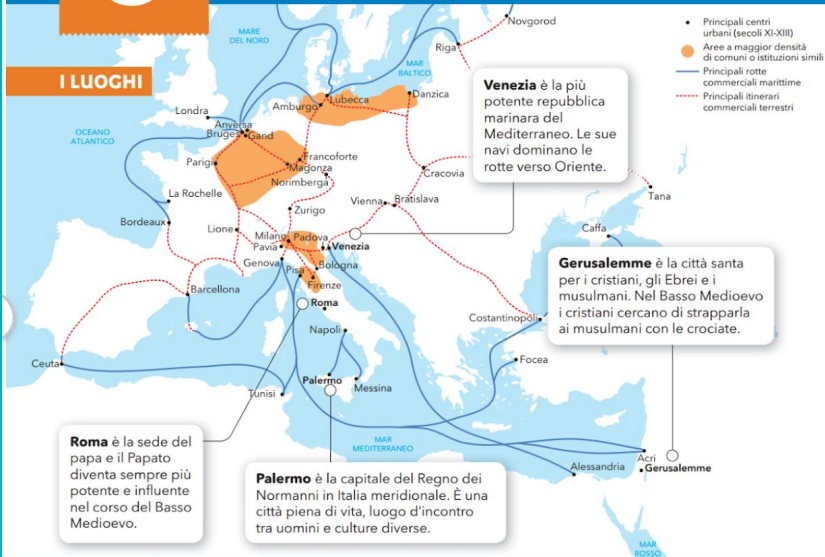 I LUOGHI
Principali centri
urbani (secoli XI-XIII)
Aree a maggior densità
di comuni o istituzioni simili
Principali rotte
commerciali marittime
Principali itinerari
commerciali terrestri
MARE
DEL NORD
Novgorod
Riga
MAR
BALTICO
Danzica
Lubecca
Amburgo
Londra
Anversa
Bruges
Gand
OCEANO
ATLANTICO
Parigi
Francoforte
Magonza
Norimberga
Cracovia
La Rochelle
Vienna
Bratislava
Tana
Zurigo
Bordeaux
Lione
Milano
Padova
Venezia
Pavia
Caffa
Genova
Bologna
Pisa
Firenze
Barcellona
Roma
Costantinopoli
Napoli
Focea
Ceuta
Palermo
Messina
Tunisi
MAR
MEDITERRANEO
Acri
Alessandria
Gerusalemme
MAR
ROSSO
Venezia è la più
potente repubblica
marinara del
Mediterraneo. Le sue
navi dominano le
rotte verso Oriente.
Gerusalemme è la città santa
per i cristiani, gli Ebrei e i
musulmani. Nel Basso Medioevo
i cristiani cercano di strapparla
ai musulmani con le crociate.
Roma è la sede del
papa e il Papato
diventa sempre più
potente e influente
nel corso del Basso
Medioevo.
Palermo è la capitale del Regno dei
Normanni in Italia meridionale. È una
città piena di vita, luogo d'incontro
tra uomini e culture diverse.